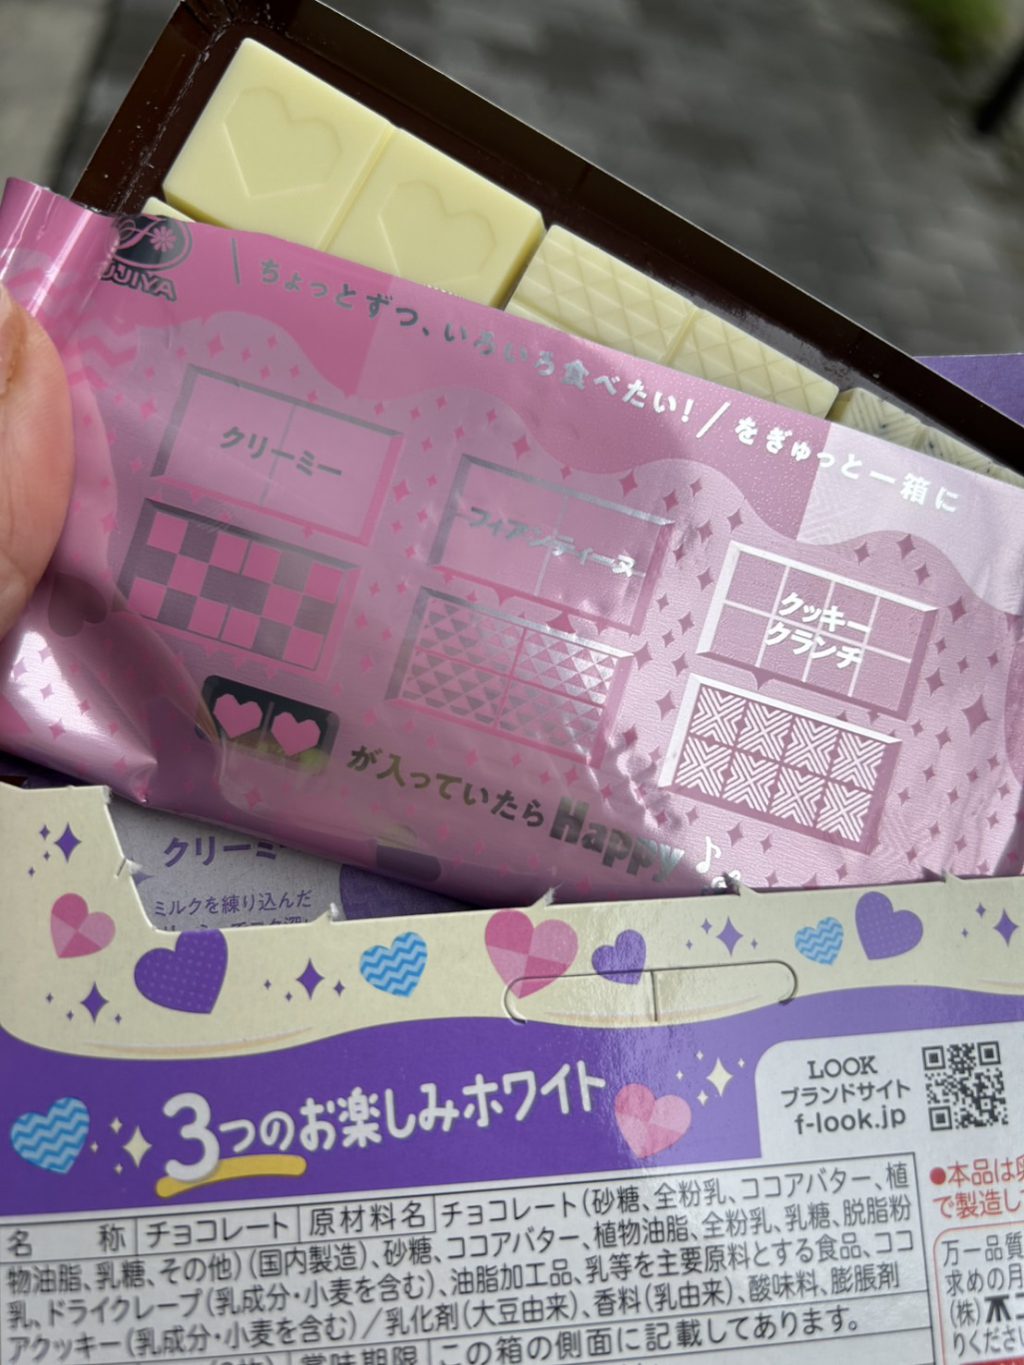 FUJIYA
ちょっとずつ、いろいろ食べたい!/をぎゅっと一箱に
クリーミー
フィアンティーヌ
クッキー
クランチ
が入っていたらHappy♪
クリーミー
ミルクを練り込んだ
3つのお楽しみホワイト
LOOK
ブランドサイト
f-look.jp
名 称 チョコレート 原材料名 チョコレート(砂糖、全粉乳、ココアバター、植
物油脂、乳糖、その他)(国内製造)、砂糖、ココアバター、植物油脂、全粉乳、乳糖、脱脂粉
乳、ドライクレープ(乳成分・小麦を含む)、油脂加工品、乳等を主要原料とする食品、ココ
アクッキー(乳成分・小麦を含む)/乳化剤(大豆由来)、香料(乳由来)、酸味料、膨脹剤
賞味期限 この箱の側面に記載してあります。
●本品は
で製造し
万一品質
求めの月
(株)不二
りくださ